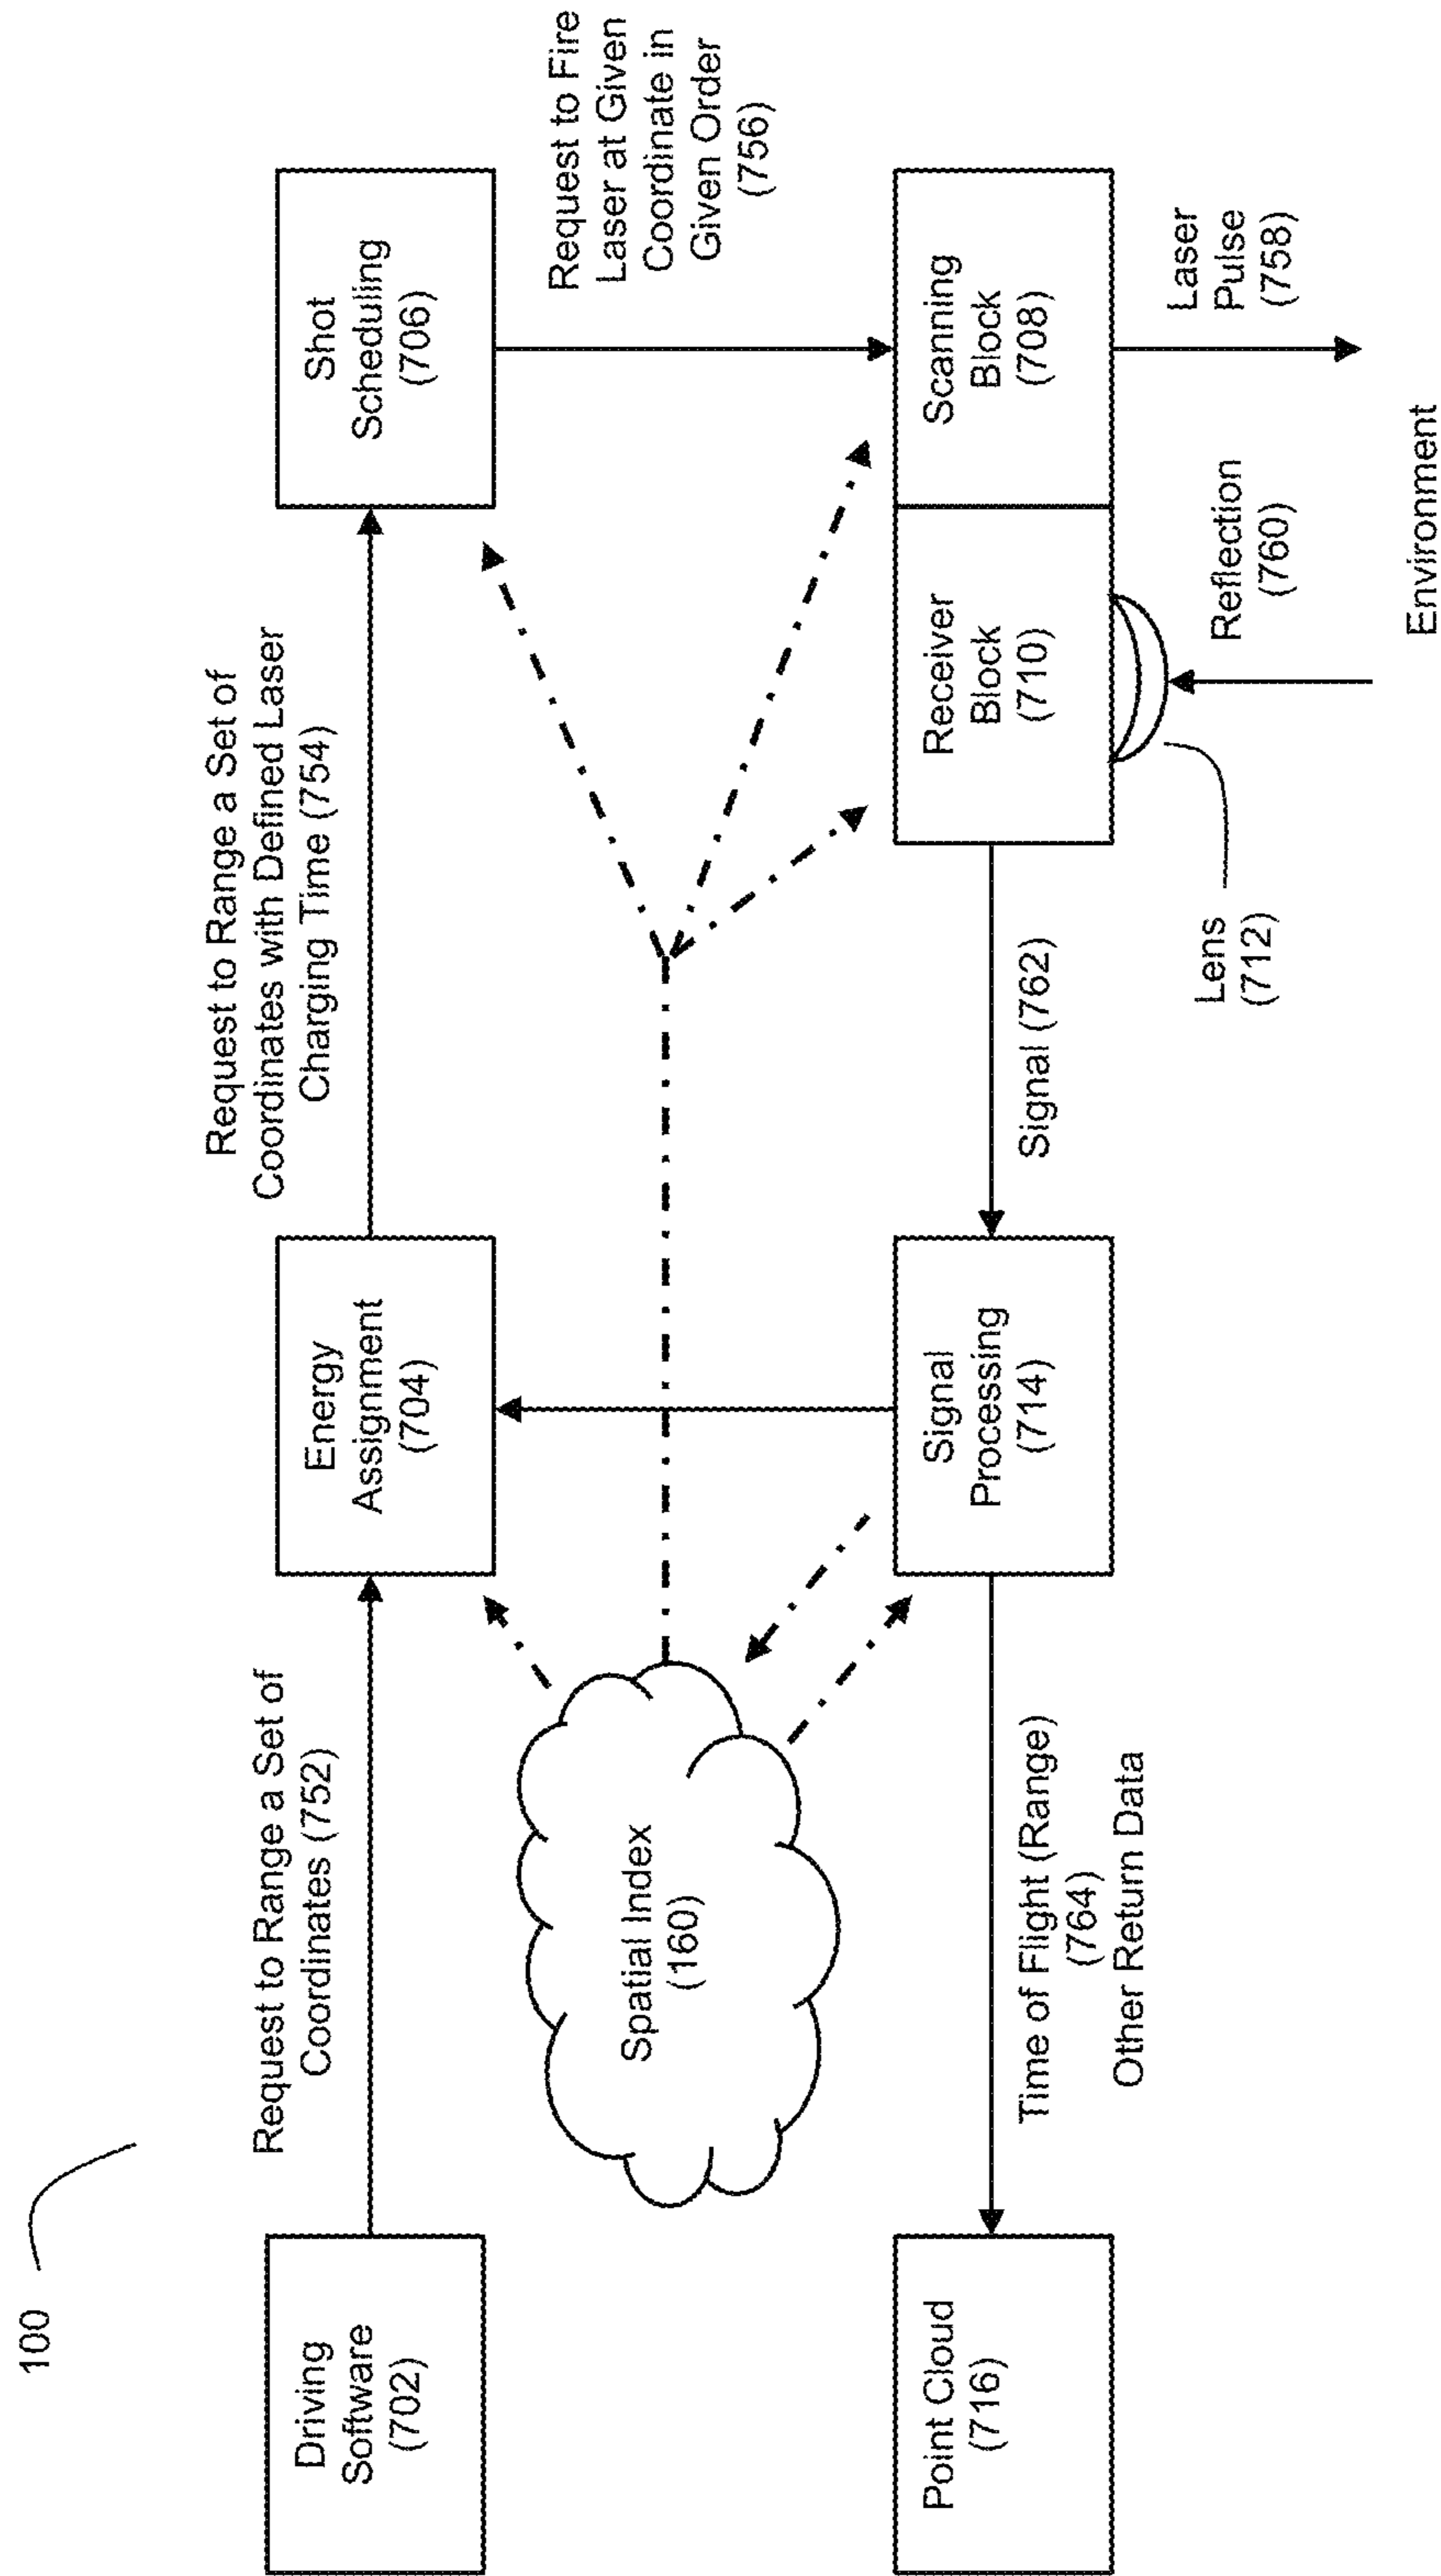 100
Driving
Software
(702)
Request to Range a Set of
Coordinates (752)
Energy
Assignment
(704)
Request to Range a Set of
Coordinates with Defined Laser
Charging Time (754)
Shot
Scheduling
(706)
Request to Fire
Laser at Given
Coordinate in
Given Order
(756)
Spatial Index
(160)
Point Cloud
(716)
Time of Flight (Range)
(764)
Other Return Data
Signal
Processing
(714)
Signal (762)
Receiver
Block
(710)
Scanning
Block
(708)
Lens
(712)
Reflection
(760)
Laser
Pulse
(758)
Environment